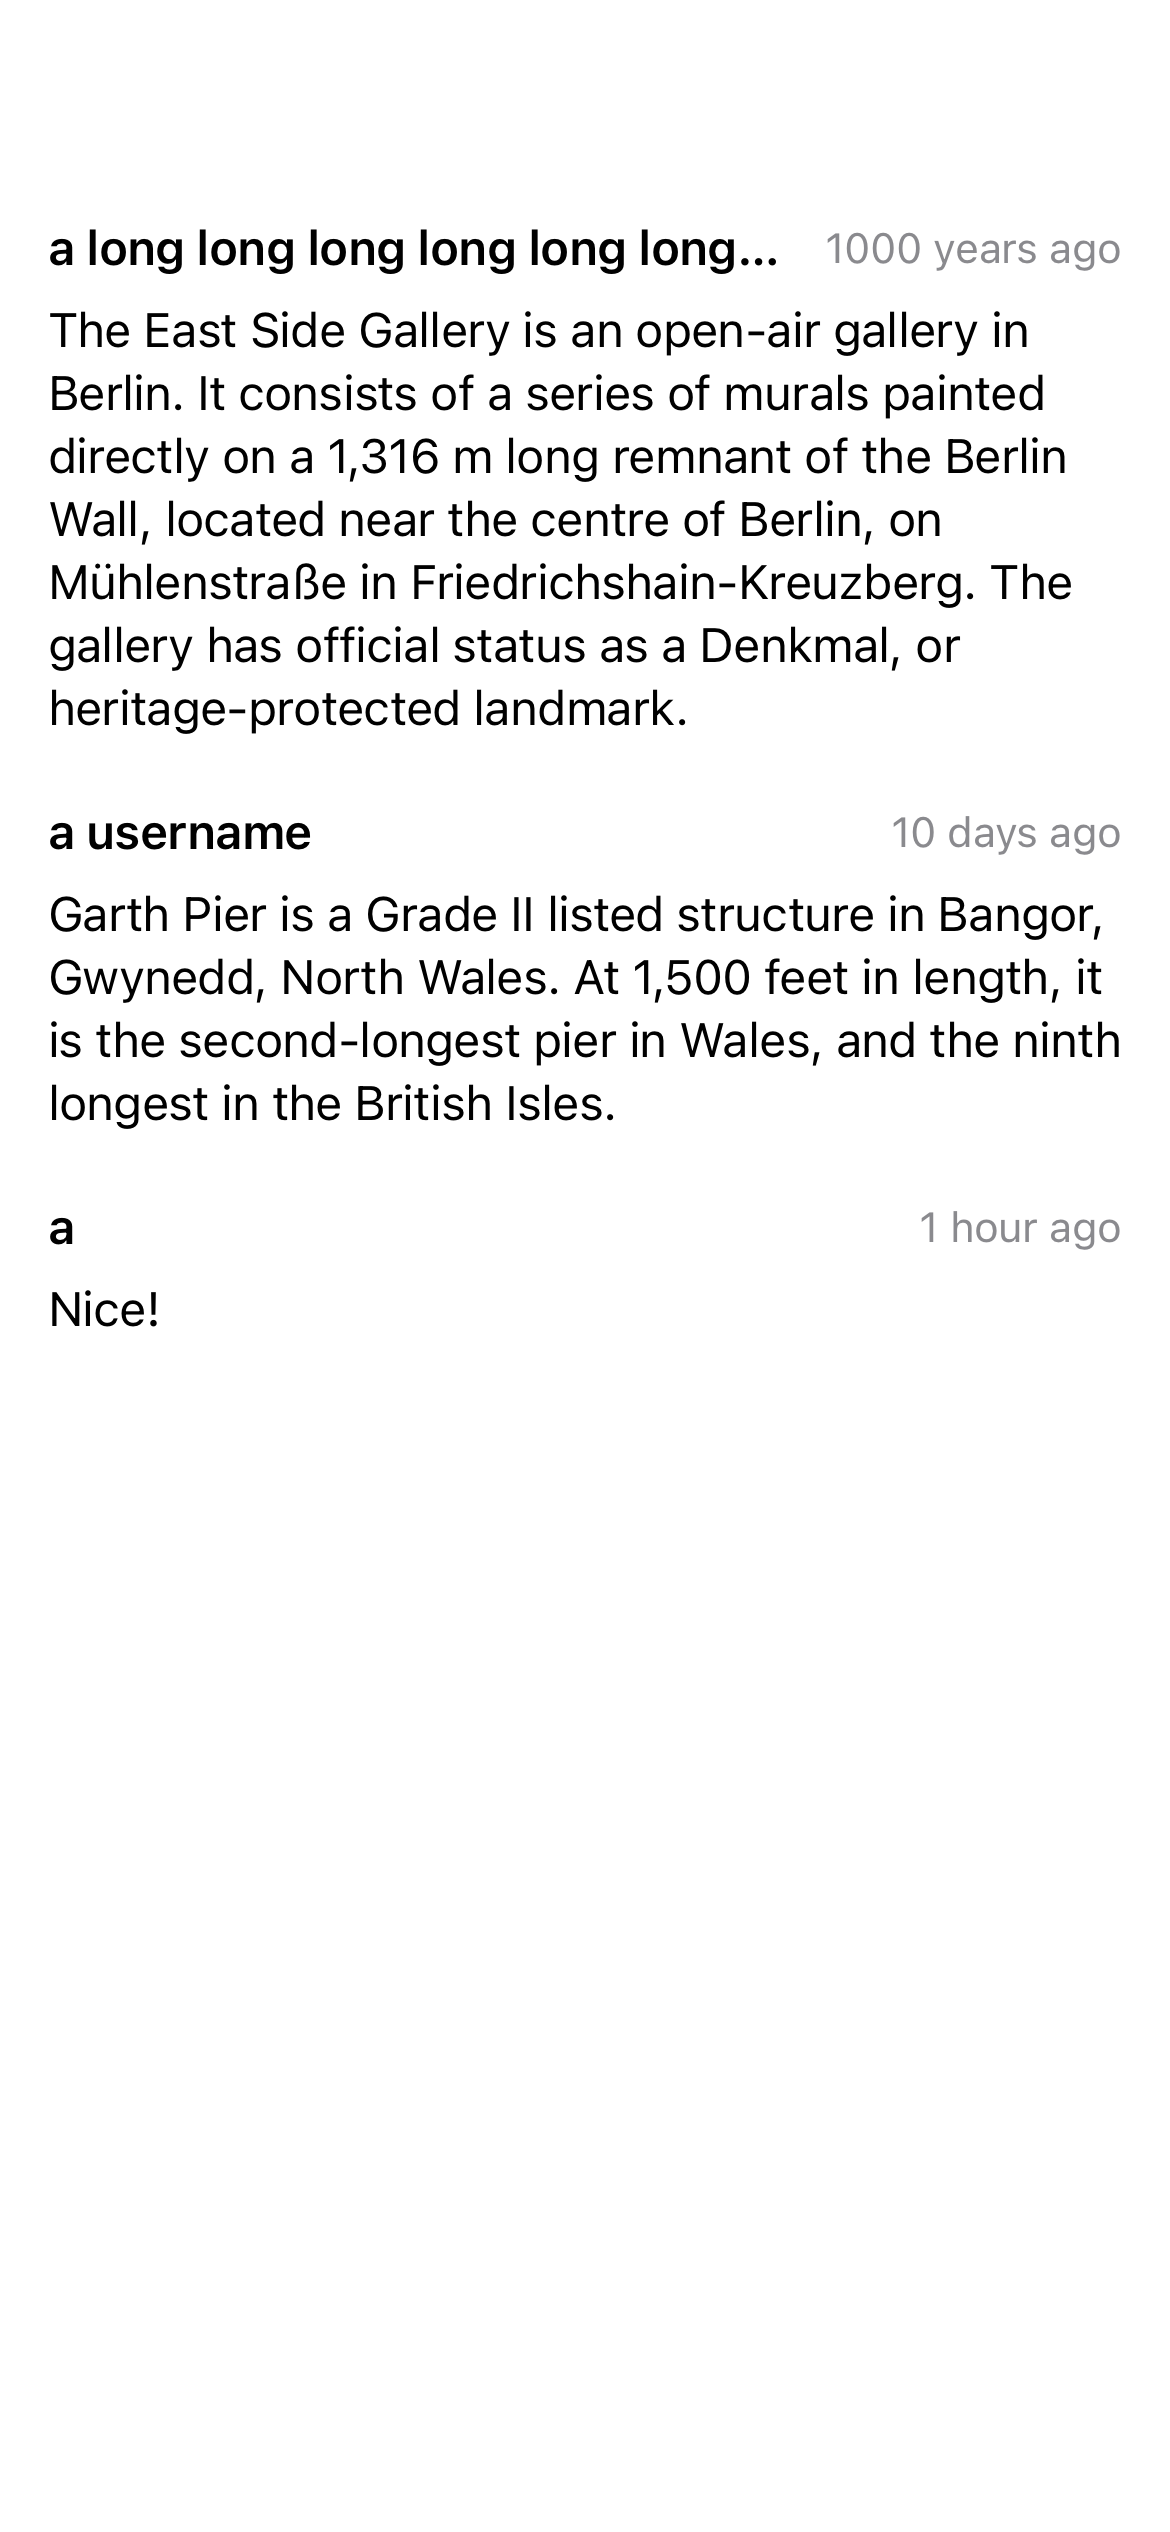 a long long long long long long... 1000 years ago
The East Side Gallery is an open-air gallery in
Berlin. It consists of a series of murals painted
directly on a 1,316 m long remnant of the Berlin
Wall, located near the centre of Berlin, on
Mühlenstraße in Friedrichshain-Kreuzberg. The
gallery has official status as a Denkmal, or
heritage-protected landmark.
a username 10 days ago
Garth Pier is a Grade II listed structure in Bangor,
Gwynedd, North Wales. At 1,500 feet in length, it
is the second-longest pier in Wales, and the ninth
longest in the British Isles.
a 1 hour ago
Nice!